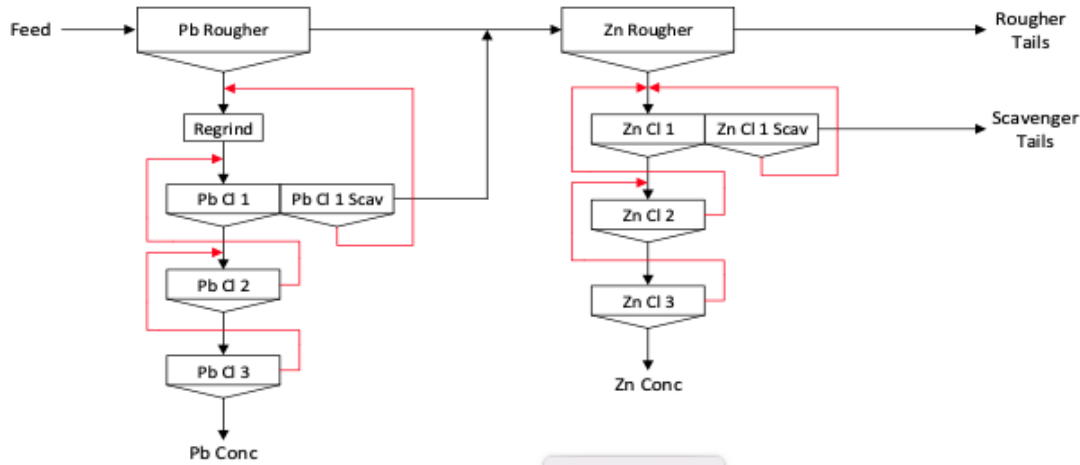 Feed
Pb Rougher
Zn Rougher
Rougher
Tails
Regrind
Zn Cl 1
Zn Cl 1 Scav
Scavenger
Tails
Pb Cl 1
Pb Cl 1 Scav
Zn Cl 2
Pb Cl 2
Zn Cl 3
Pb Cl 3
Zn Conc
Pb Conc